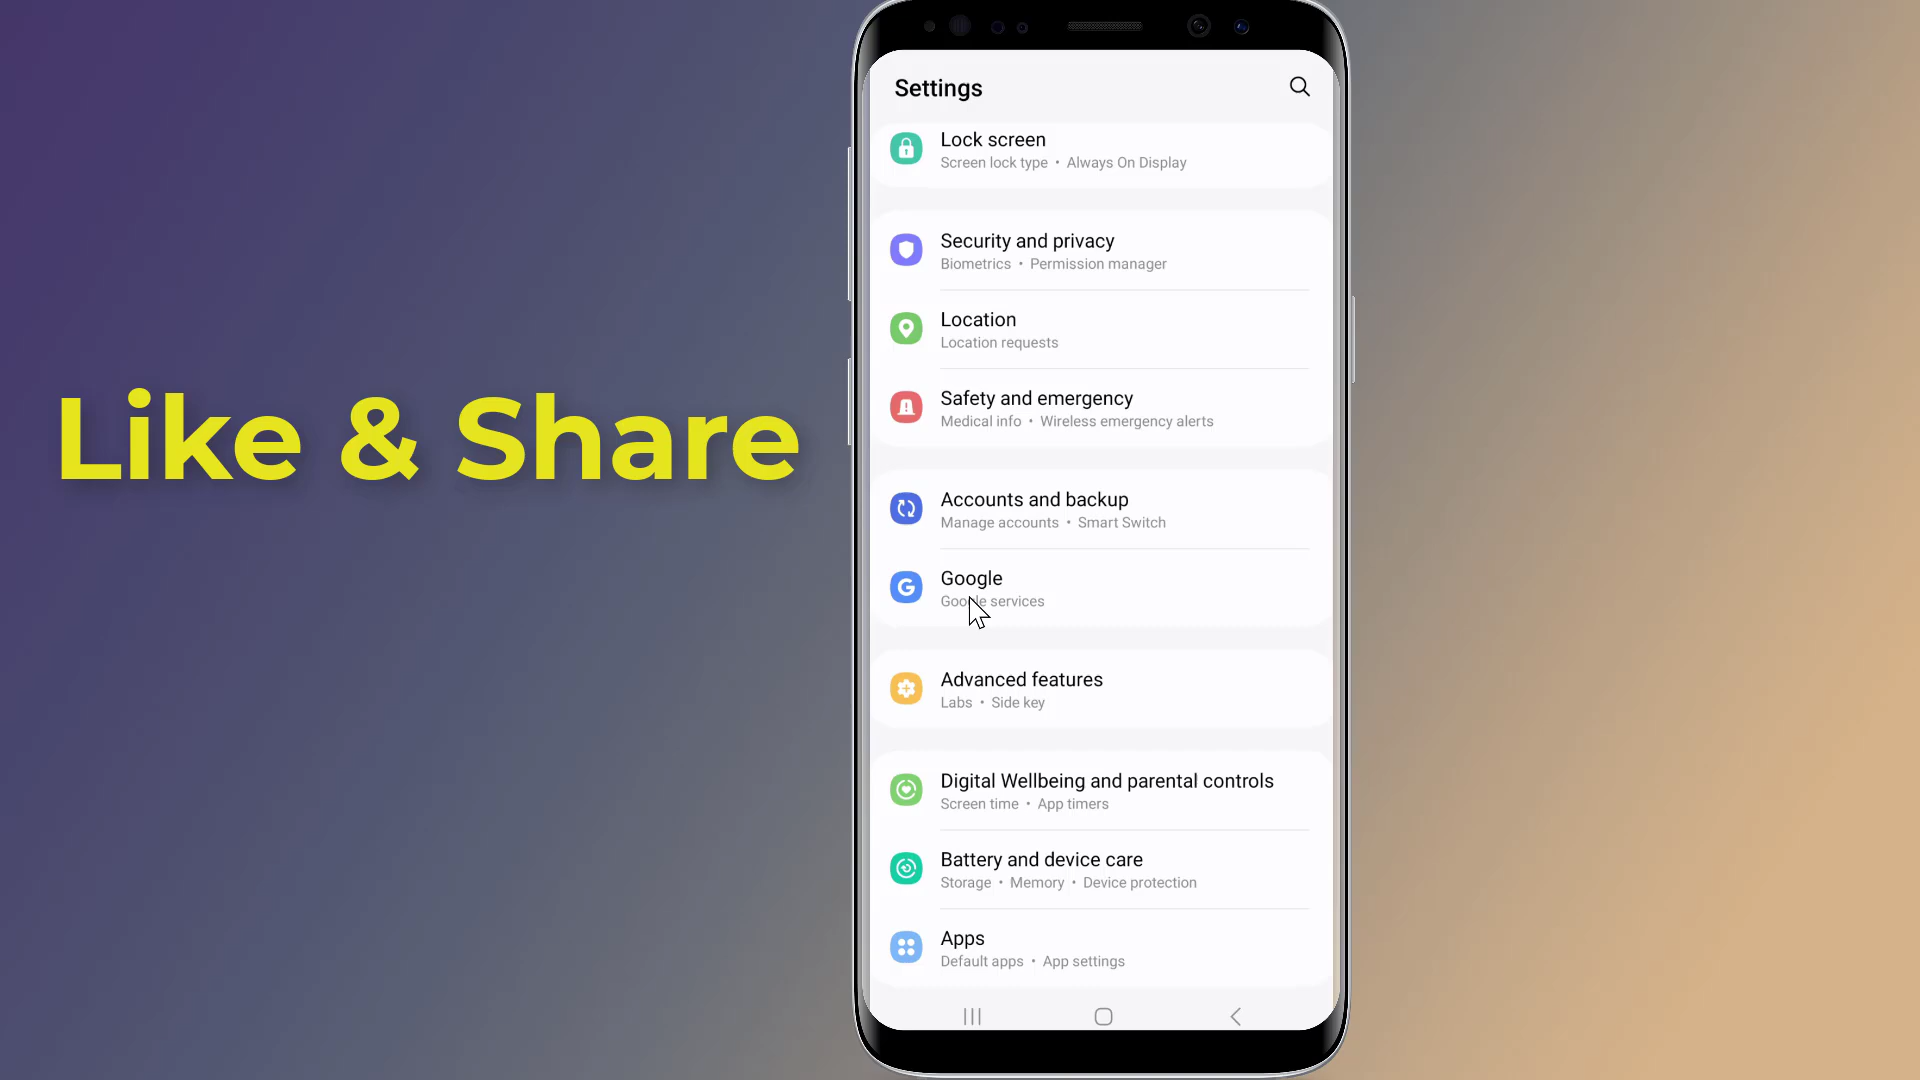 Like & Share
Settings
Lock screen
Screen lock type • Always On Display
Security and privacy
Biometrics • Permission manager
Location
Location requests
Safety and emergency
Medical info • Wireless emergency alerts
Accounts and backup
Manage accounts • Smart Switch
Google
Google services
Advanced features
Labs • Side key
Digital Wellbeing and parental controls
Screen time • App timers
Battery and device care
Storage • Memory • Device protection
Apps
Default apps • App settings